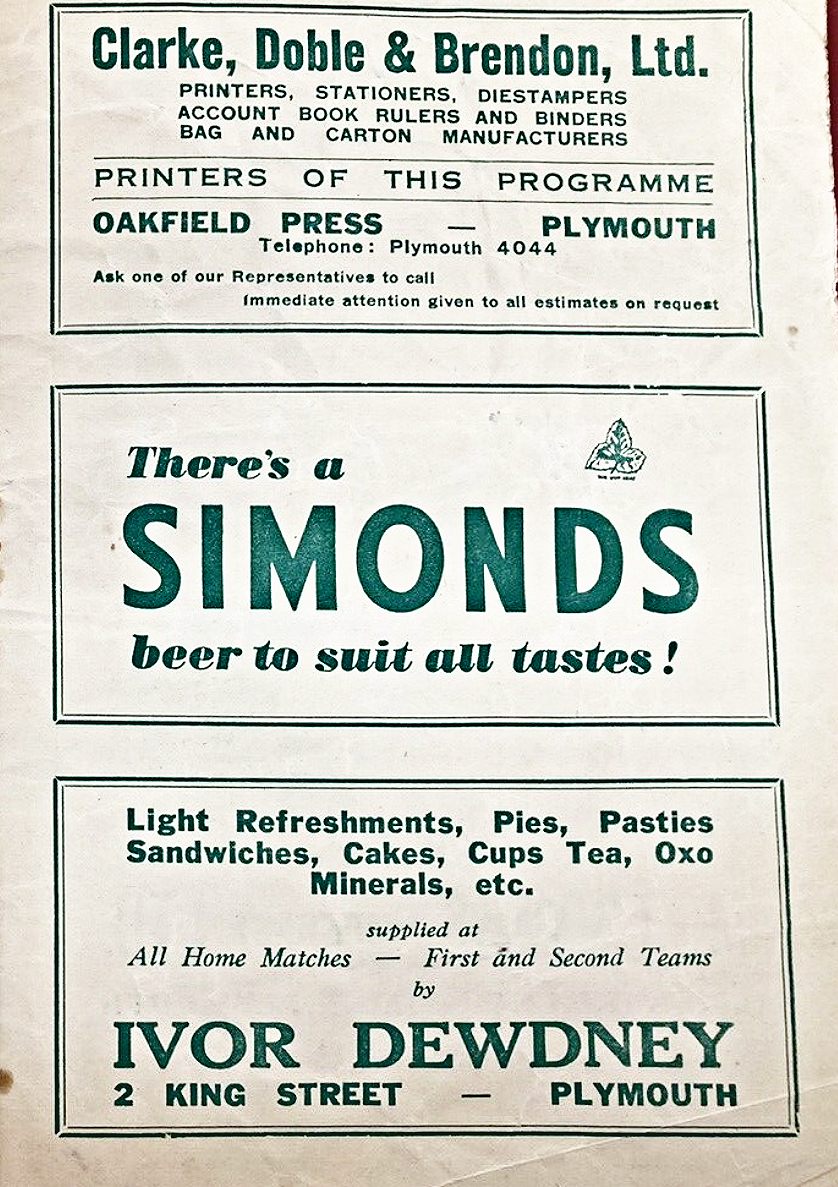 Clarke, Doble & Brendon, Ltd.
PRINTERS, STATIONERS, DIESTAMPERS
ACCOUNT BOOK RULERS AND BINDERS
BAG AND CARTON MANUFACTURERS
PRINTERS OF THIS PROGRAMME
OAKFIELD PRESS — PLYMOUTH
Telephone: Plymouth 4044
Ask one of our Representatives to call
Immediate attention given to all estimates on request
There's a
SIMONDS
beer to suit all tastes!
Light Refreshments, Pies, Pasties
Sandwiches, Cakes, Cups Tea, Oxo
Minerals, etc.
supplied at
All Home Matches — First and Second Teams
by
IVOR DEWDNEY
2 KING STREET — PLYMOUTH